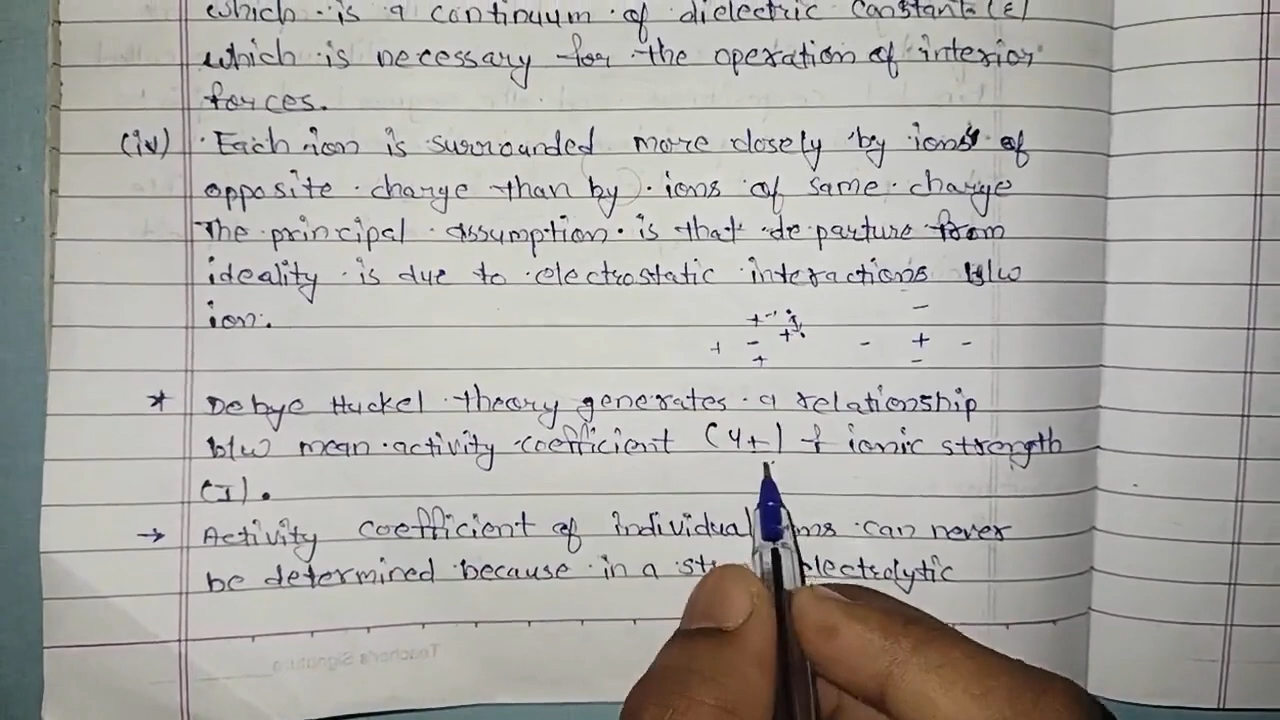 which is a continuum of dielectric constant (ε)
which is necessary for the operation of interior
forces.
(iv) Each ion is surrounded more closely by ions of
opposite charge than by ions of same charge
The principal assumption is that departure from
ideality is due to electrostatic interactions b/w
ion.
* Debye Huckel theory generates a relationship
b/w mean activity coefficient (γ±) & ionic strength
(I).
→ Activity coefficient of individual ions can never
be determined because in a electrolytic
Teacher's Signature